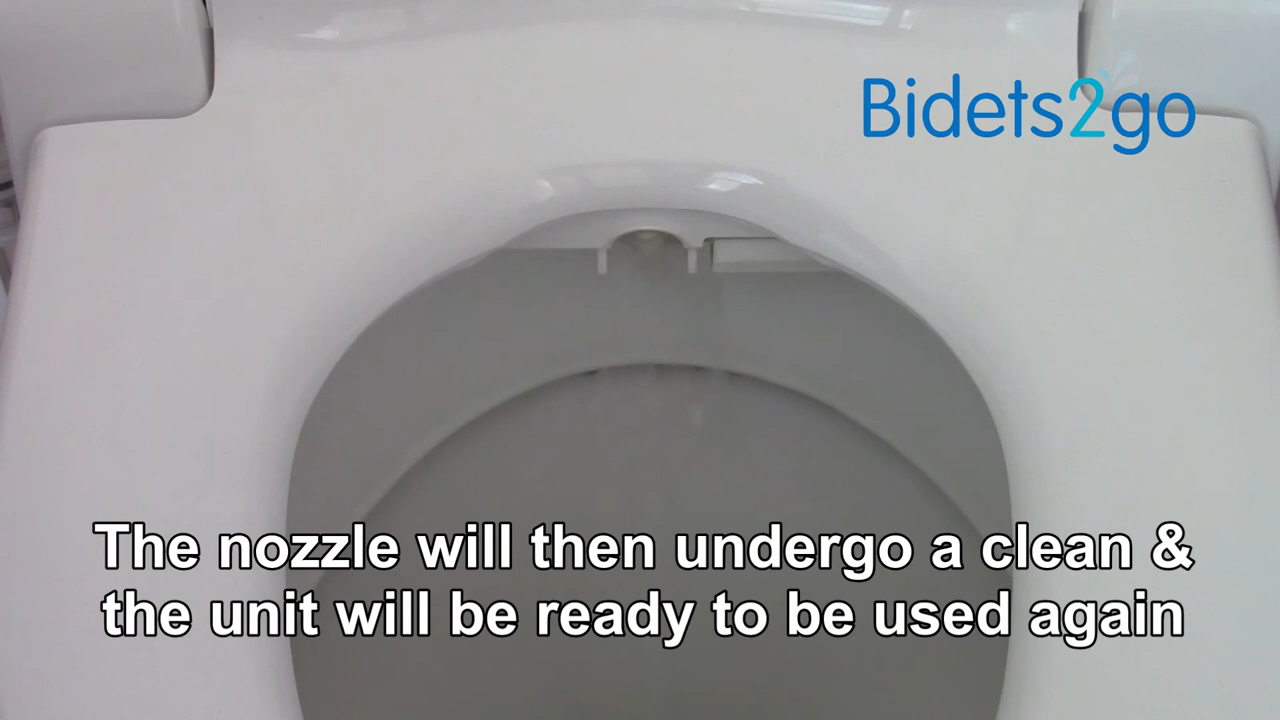 Bidets2go
The nozzle will then undergo a clean &
the unit will be ready to be used again